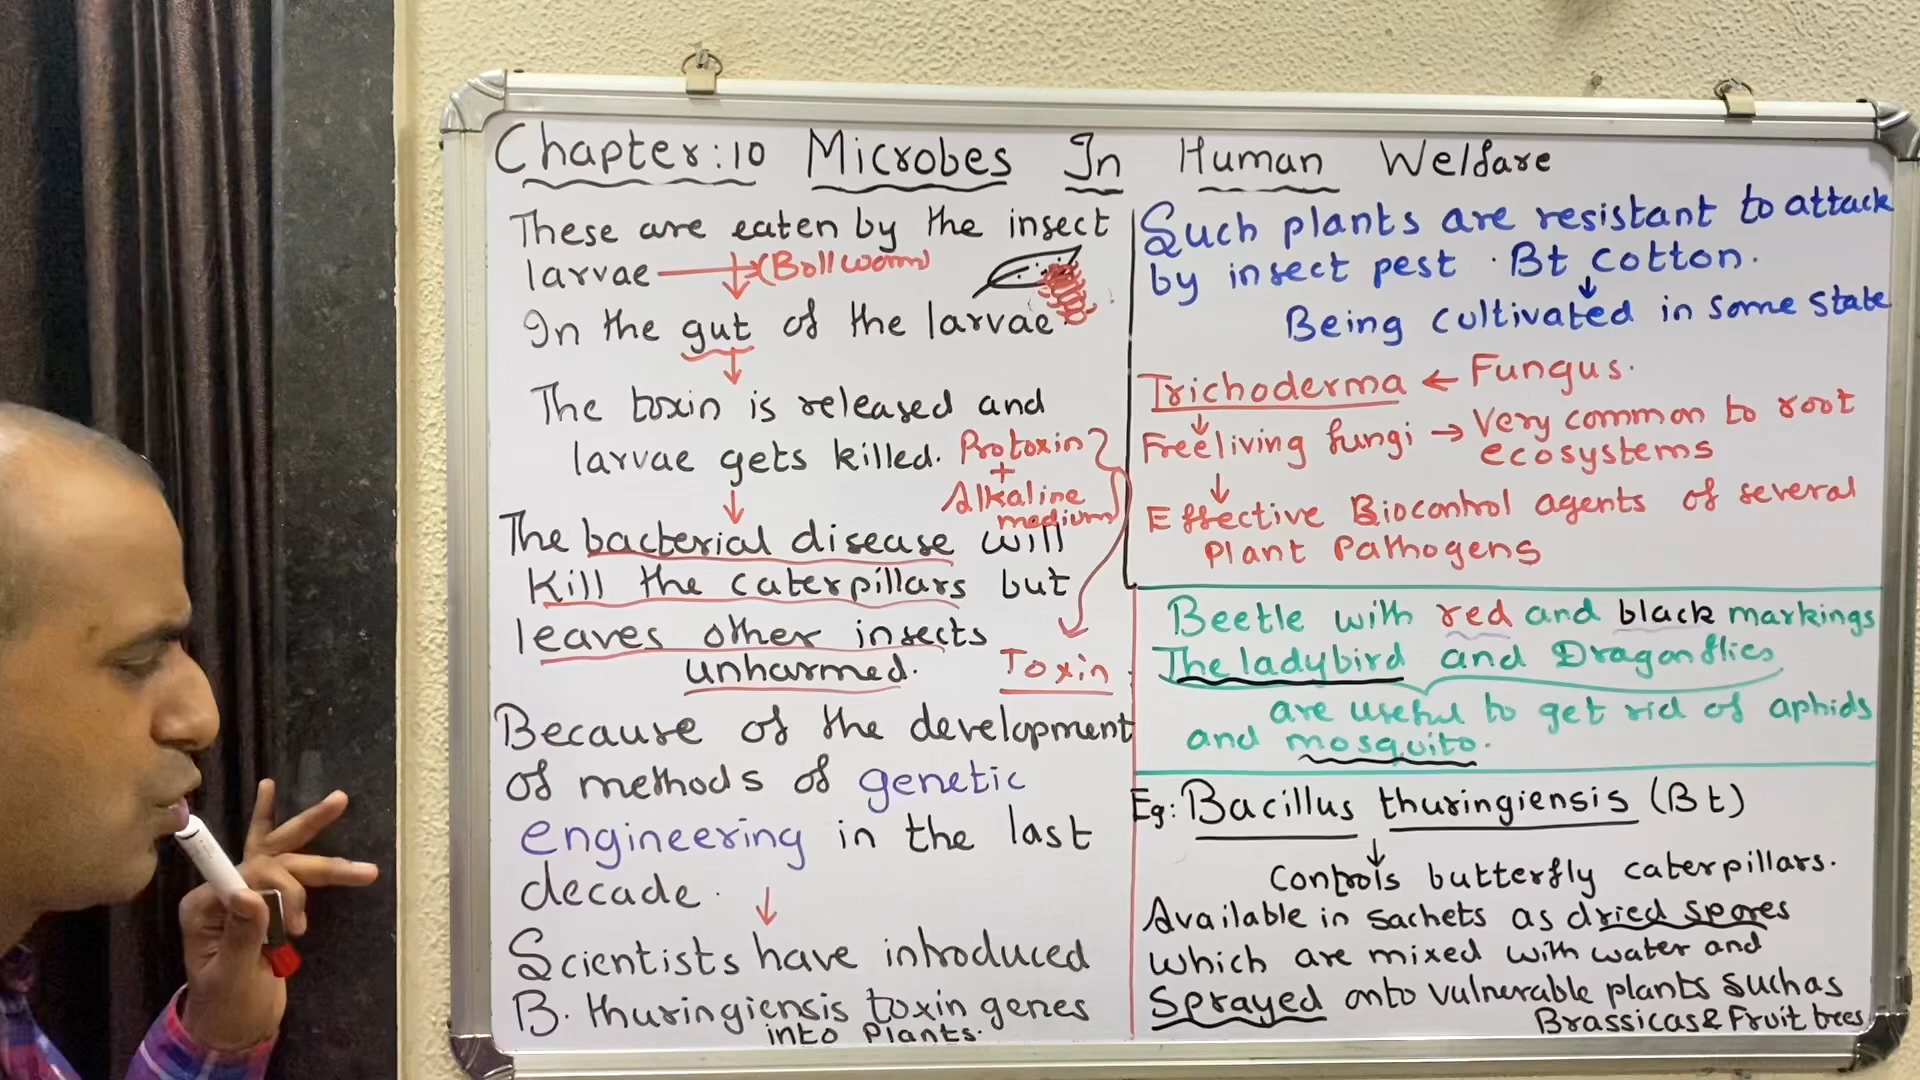 Chapter:10 Microbes In Human Welfare
These are eaten by the insect
larvae → (Bollworm)
In the gut of the larvae
↓
The toxin is released and
larvae gets killed.
Protoxin
+
Alkaline
medium
Toxin
↓
The bacterial disease will
Kill the caterpillars but
leaves other insects
unharmed.
Because of the development
of methods of genetic
engineering in the last
decade.
↓
Scientists have introduced
B. thuringiensis toxin genes
into Plants.
Such plants are resistant to attack
by insect pest. Bt cotton.
↓
Being cultivated in some state
Trichoderma ← Fungus.
↓
Freeliving fungi → Very common to root
ecosystems
↓
Effective Biocontrol agents of several
Plant Pathogens
Beetle with red and black markings
The ladybird and Dragonflies
are useful to get rid of aphids
and mosquito.
Eg: Bacillus thuringiensis (Bt)
↓
Controls butterfly caterpillars.
Available in sachets as dried spores
which are mixed with water and
Sprayed onto vulnerable plants such as
Brassicas & Fruit trees